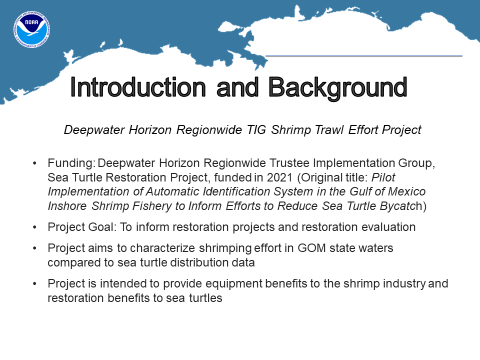 NOAA
Introduction and Background
Deepwater Horizon Regionwide TIG Shrimp Trawl Effort Project
• Funding: Deepwater Horizon Regionwide Trustee Implementation Group,
Sea Turtle Restoration Project, funded in 2021 (Original title: Pilot
Implementation of Automatic Identification System in the Gulf of Mexico
Inshore Shrimp Fishery to Inform Efforts to Reduce Sea Turtle Bycatch)
• Project Goal: To inform restoration projects and restoration evaluation
• Project aims to characterize shrimping effort in GOM state waters
compared to sea turtle distribution data
• Project is intended to provide equipment benefits to the shrimp industry and
restoration benefits to sea turtles